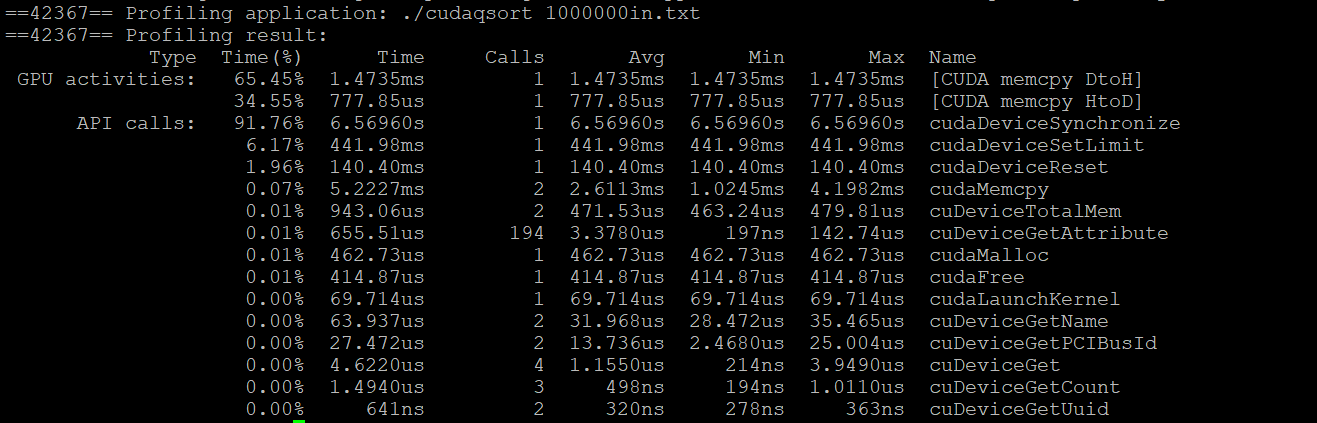 ==42367== Profiling application: ./cudaqsort 1000000in.txt
==42367== Profiling result:
Type Time(%) Time Calls Avg Min Max Name
GPU activities: 65.45% 1.4735ms 1 1.4735ms 1.4735ms 1.4735ms [CUDA memcpy DtoH]
34.55% 777.85us 1 777.85us 777.85us 777.85us [CUDA memcpy HtoD]
API calls: 91.76% 6.56960s 1 6.56960s 6.56960s 6.56960s cudaDeviceSynchronize
6.17% 441.98ms 1 441.98ms 441.98ms 441.98ms cudaDeviceSetLimit
1.96% 140.40ms 1 140.40ms 140.40ms 140.40ms cudaDeviceReset
0.07% 5.2227ms 2 2.6113ms 1.0245ms 4.1982ms cudaMemcpy
0.01% 943.06us 2 471.53us 463.24us 479.81us cuDeviceTotalMem
0.01% 655.51us 194 3.3780us 197ns 142.74us cuDeviceGetAttribute
0.01% 462.73us 1 462.73us 462.73us 462.73us cudaMalloc
0.01% 414.87us 1 414.87us 414.87us 414.87us cudaFree
0.00% 69.714us 1 69.714us 69.714us 69.714us cudaLaunchKernel
0.00% 63.937us 2 31.968us 28.472us 35.465us cuDeviceGetName
0.00% 27.472us 2 13.736us 2.4680us 25.004us cuDeviceGetPCIBusId
0.00% 4.6220us 4 1.1550us 214ns 3.9490us cuDeviceGet
0.00% 1.4940us 3 498ns 194ns 1.0110us cuDeviceGetCount
0.00% 641ns 2 320ns 278ns 363ns cuDeviceGetUuid